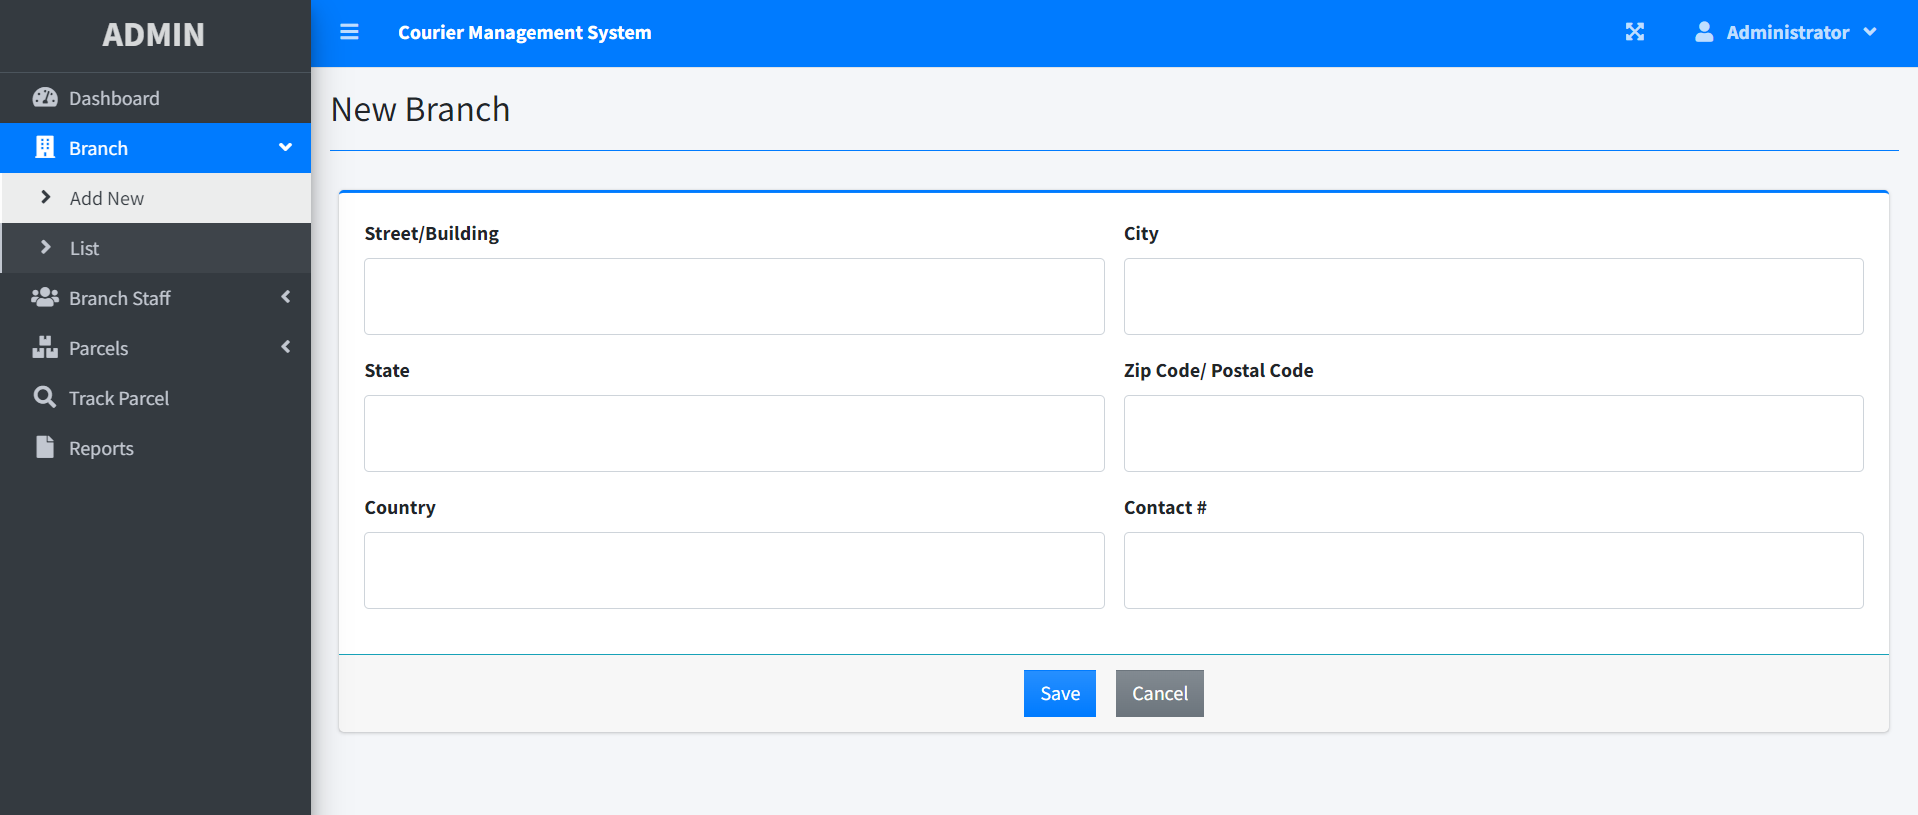 ADMIN
Courier Management System
Administrator
Dashboard
Branch
Add New
List
Branch Staff
Parcels
Track Parcel
Reports
New Branch
Street/Building
City
State
Zip Code/ Postal Code
Country
Contact #
Save
Cancel